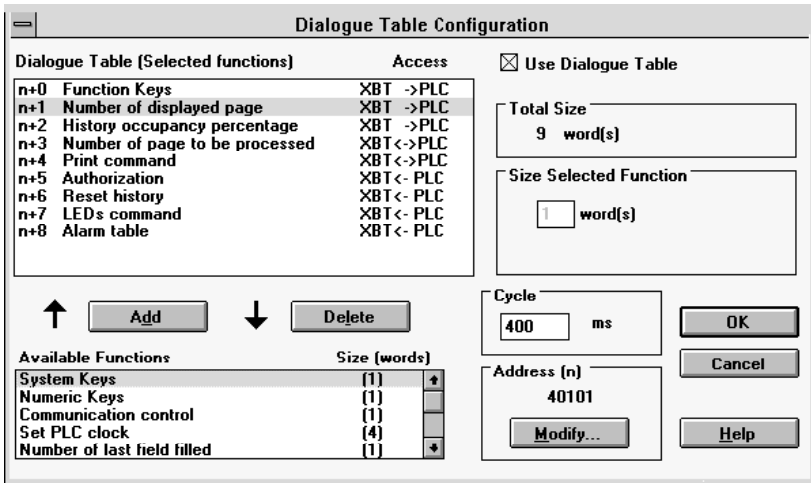 Dialogue Table Configuration
Dialogue Table (Selected functions) Access
n+0 Function Keys XBT ->PLC
n+1 Number of displayed page XBT ->PLC
n+2 History occupancy percentage XBT ->PLC
n+3 Number of page to be processed XBT<->PLC
n+4 Print command XBT<->PLC
n+5 Authorization XBT<- PLC
n+6 Reset history XBT<- PLC
n+7 LEDs command XBT<- PLC
n+8 Alarm table XBT<- PLC
Use Dialogue Table
Total Size
9 word(s)
Size Selected Function
1 word(s)
Add
Delete
Available Functions Size (words)
System Keys (1)
Numeric Keys (1)
Communication control (1)
Set PLC clock (4)
Number of last field filled (1)
Cycle
400 ms
Address (n)
40101
Modify...
OK
Cancel
Help